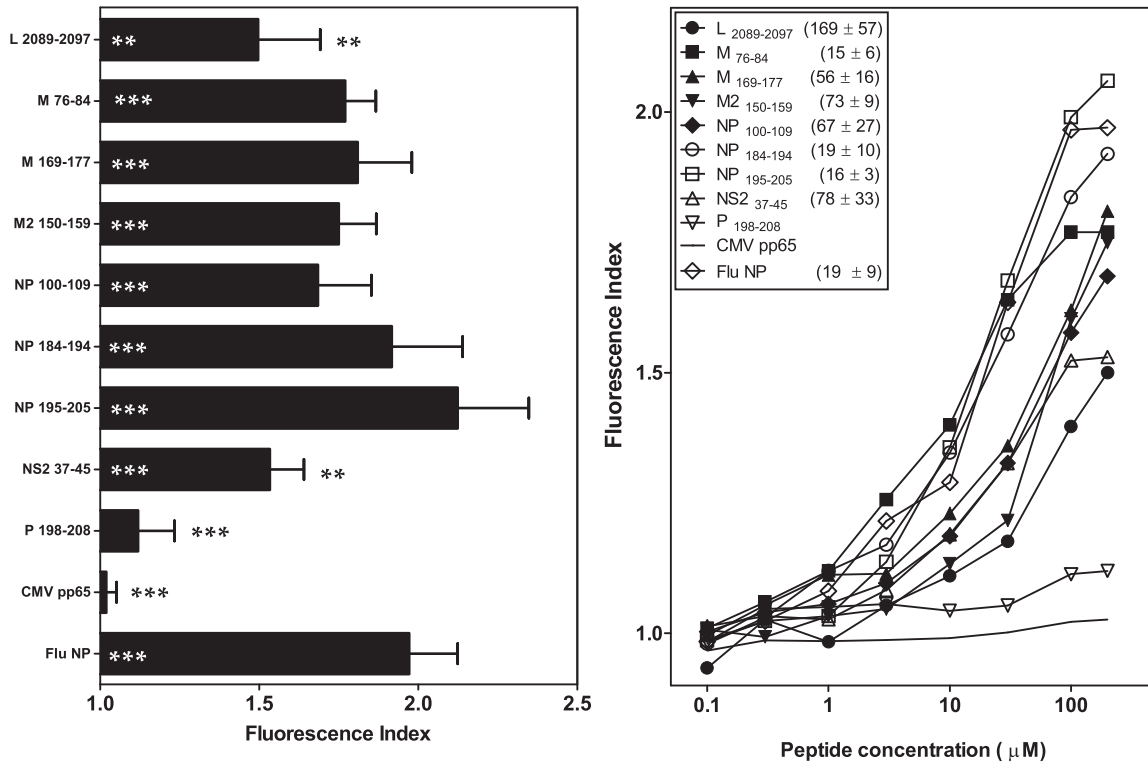 L 2089-2097
** **
M 76-84
***
M 169-177
***
M2 150-159
***
NP 100-109
***
NP 184-194
***
NP 195-205
***
NS2 37-45
*** **
P 198-208
***
CMV pp65
***
Flu NP
***
1.0 1.5 2.0 2.5
Fluorescence Index
Fluorescence Index
2.0
1.5
1.0
L 2089-2097 (169 ± 57)
M 76-84 (15 ± 6)
M 169-177 (56 ± 16)
M2 150-159 (73 ± 9)
NP 100-109 (67 ± 27)
NP 184-194 (19 ± 10)
NP 195-205 (16 ± 3)
NS2 37-45 (78 ± 33)
P 198-208
CMV pp65
Flu NP (19 ± 9)
0.1 1 10 100
Peptide concentration ( μM)